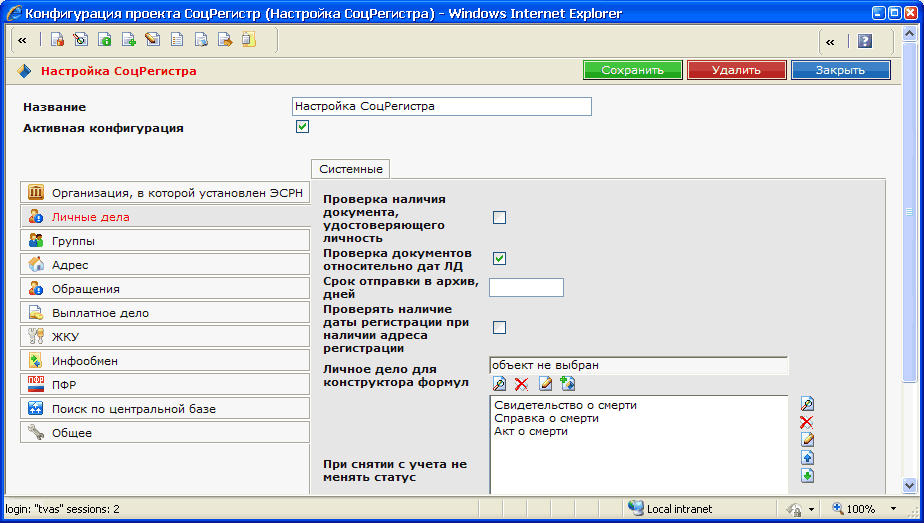 Конфигурация проекта СоцРегистр (Настройка СоцРегистра) - Windows Internet Explorer
« « ?
Настройка СоцРегистра Сохранить Удалить Закрыть
Название Настройка СоцРегистра
Активная конфигурация
Системные
Организация, в которой установлен ЭСРН
Личные дела
Группы
Адрес
Обращения
Выплатное дело
ЖКУ
Инфообмен
ПФР ПФР
Поиск по центральной базе
Общее
Проверка наличия
документа,
удостоверяющего
личность
Проверка документов
относительно дат ЛД
Срок отправки в архив,
дней
Проверять наличие
даты регистрации при
наличии адреса
регистрации
Личное дело для
конструктора формул
объект не выбран
Свидетельство о смерти
Справка о смерти
Акт о смерти
При снятии с учета не
менять статус
login: "tvas" sessions: 2 Local intranet 100%